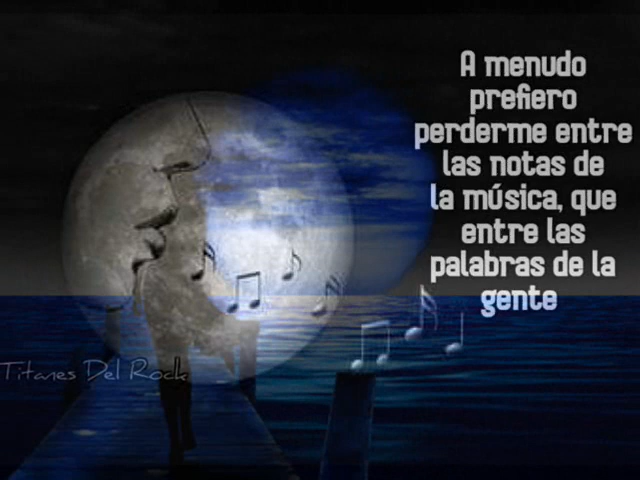 A menudo
prefiero
perderme entre
las notas de
la música, que
entre las
palabras de la
gente
Titanes Del Rock